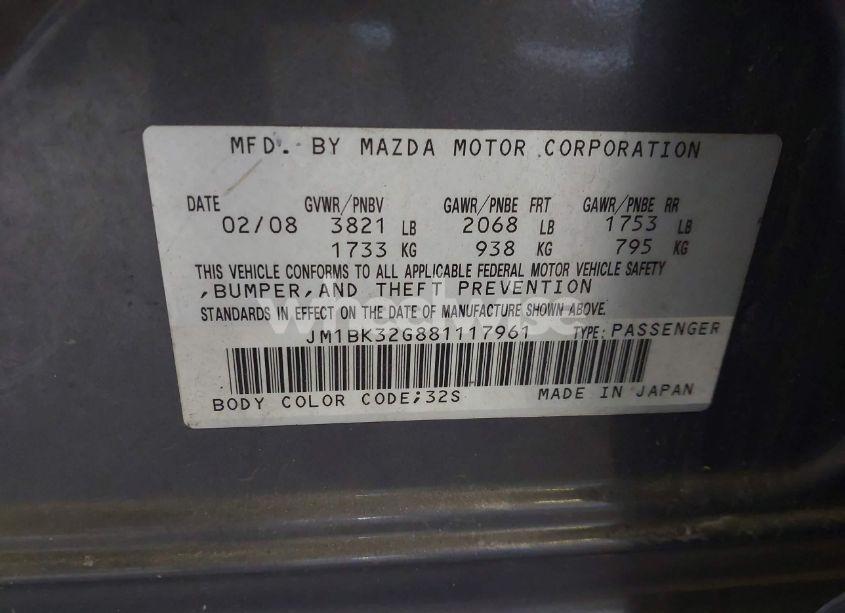 MFD. BY MAZDA MOTOR CORPORATION
DATE GVWR/PNBV GAWR/PNBE FRT GAWR/PNBE RR
02/08 3821 LB 2068 LB 1753 LB
1733 KG 938 KG 795 KG
THIS VEHICLE CONFORMS TO ALL APPLICABLE FEDERAL MOTOR VEHICLE SAFETY
,BUMPER,AND THEFT PREVENTION
STANDARDS IN EFFECT ON THE DATE OF MANUFACTURE SHOWN ABOVE.
JM1BK32G881117961 TYPE: PASSENGER
BODY COLOR CODE;32S MADE IN JAPAN